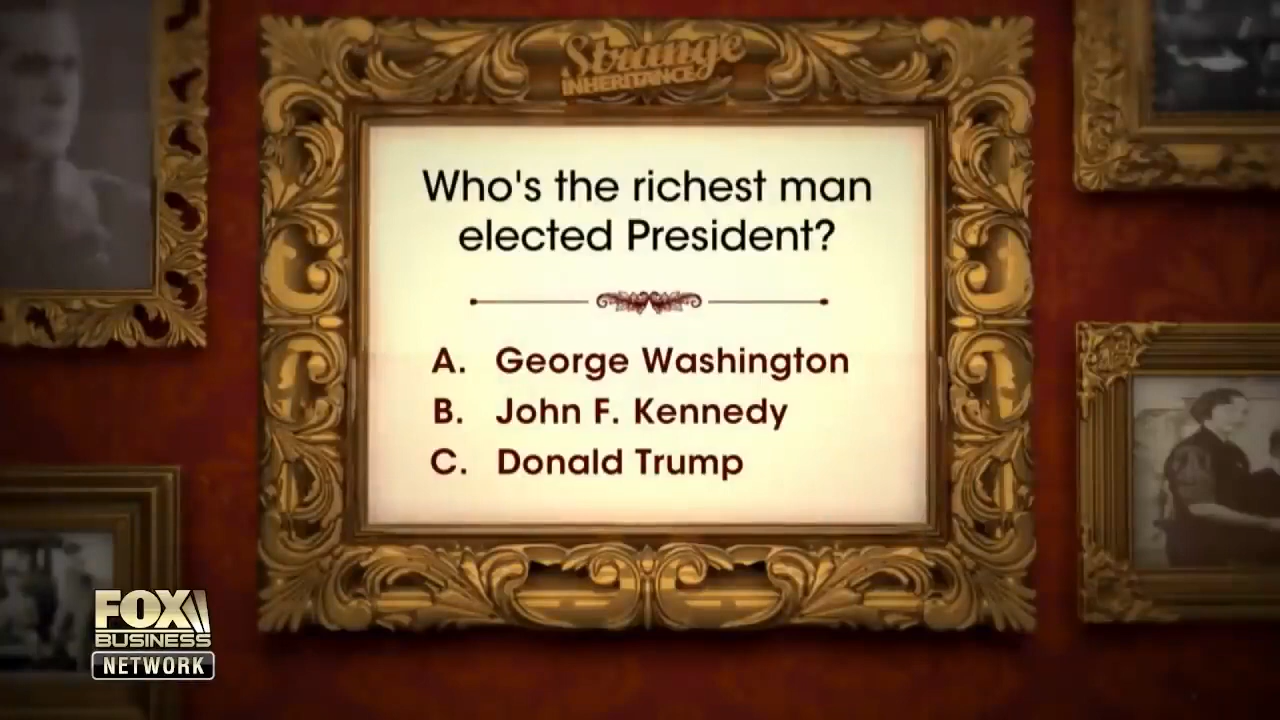 Strange
INHERITANCE
Who's the richest man
elected President?
A. George Washington
B. John F. Kennedy
C. Donald Trump
FOX
BUSINESS
NETWORK